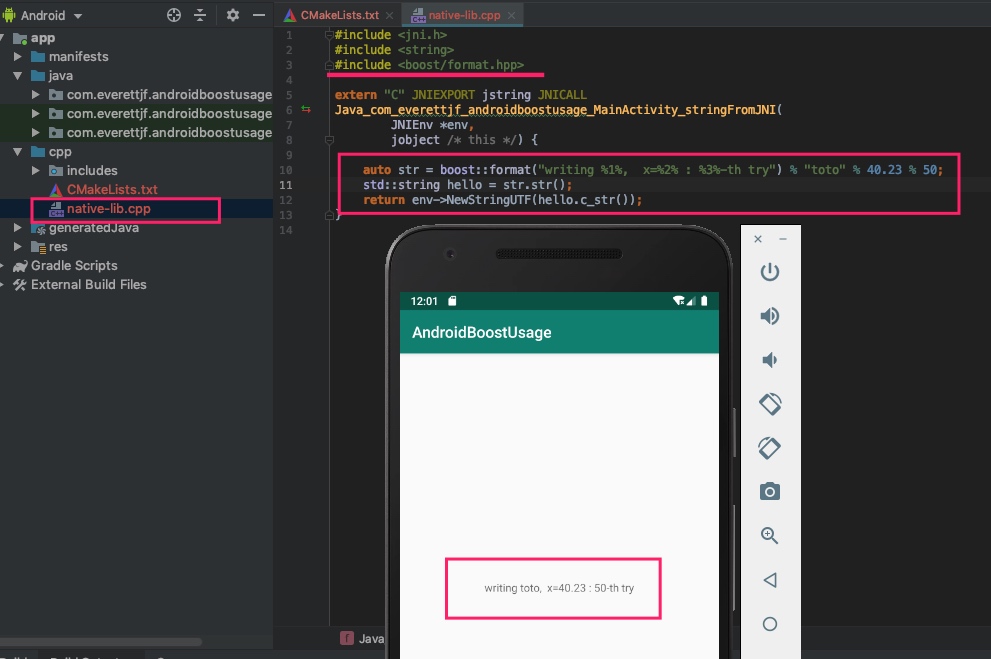 Android
CMakeLists.txt
native-lib.cpp
app
manifests
java
com.everettjf.androidboostusage
com.everettjf.androidboostusage
com.everettjf.androidboostusage
cpp
includes
CMakeLists.txt
native-lib.cpp
generatedJava
res
Gradle Scripts
External Build Files
1 #include <jni.h>
2 #include <string>
3 #include <boost/format.hpp>
4
5 extern "C" JNIEXPORT jstring JNICALL
6 Java_com_everettjf_androidboostusage_MainActivity_stringFromJNI(
7 JNIEnv *env,
8 jobject /* this */) {
9
10 auto str = boost::format("writing %1%,  x=%2% : %3%-th try") % "toto" % 40.23 % 50;
11 std::string hello = str.str();
12 return env->NewStringUTF(hello.c_str());
13 }
14
12:01
AndroidBoostUsage
writing toto,  x=40.23 : 50-th try
f Java